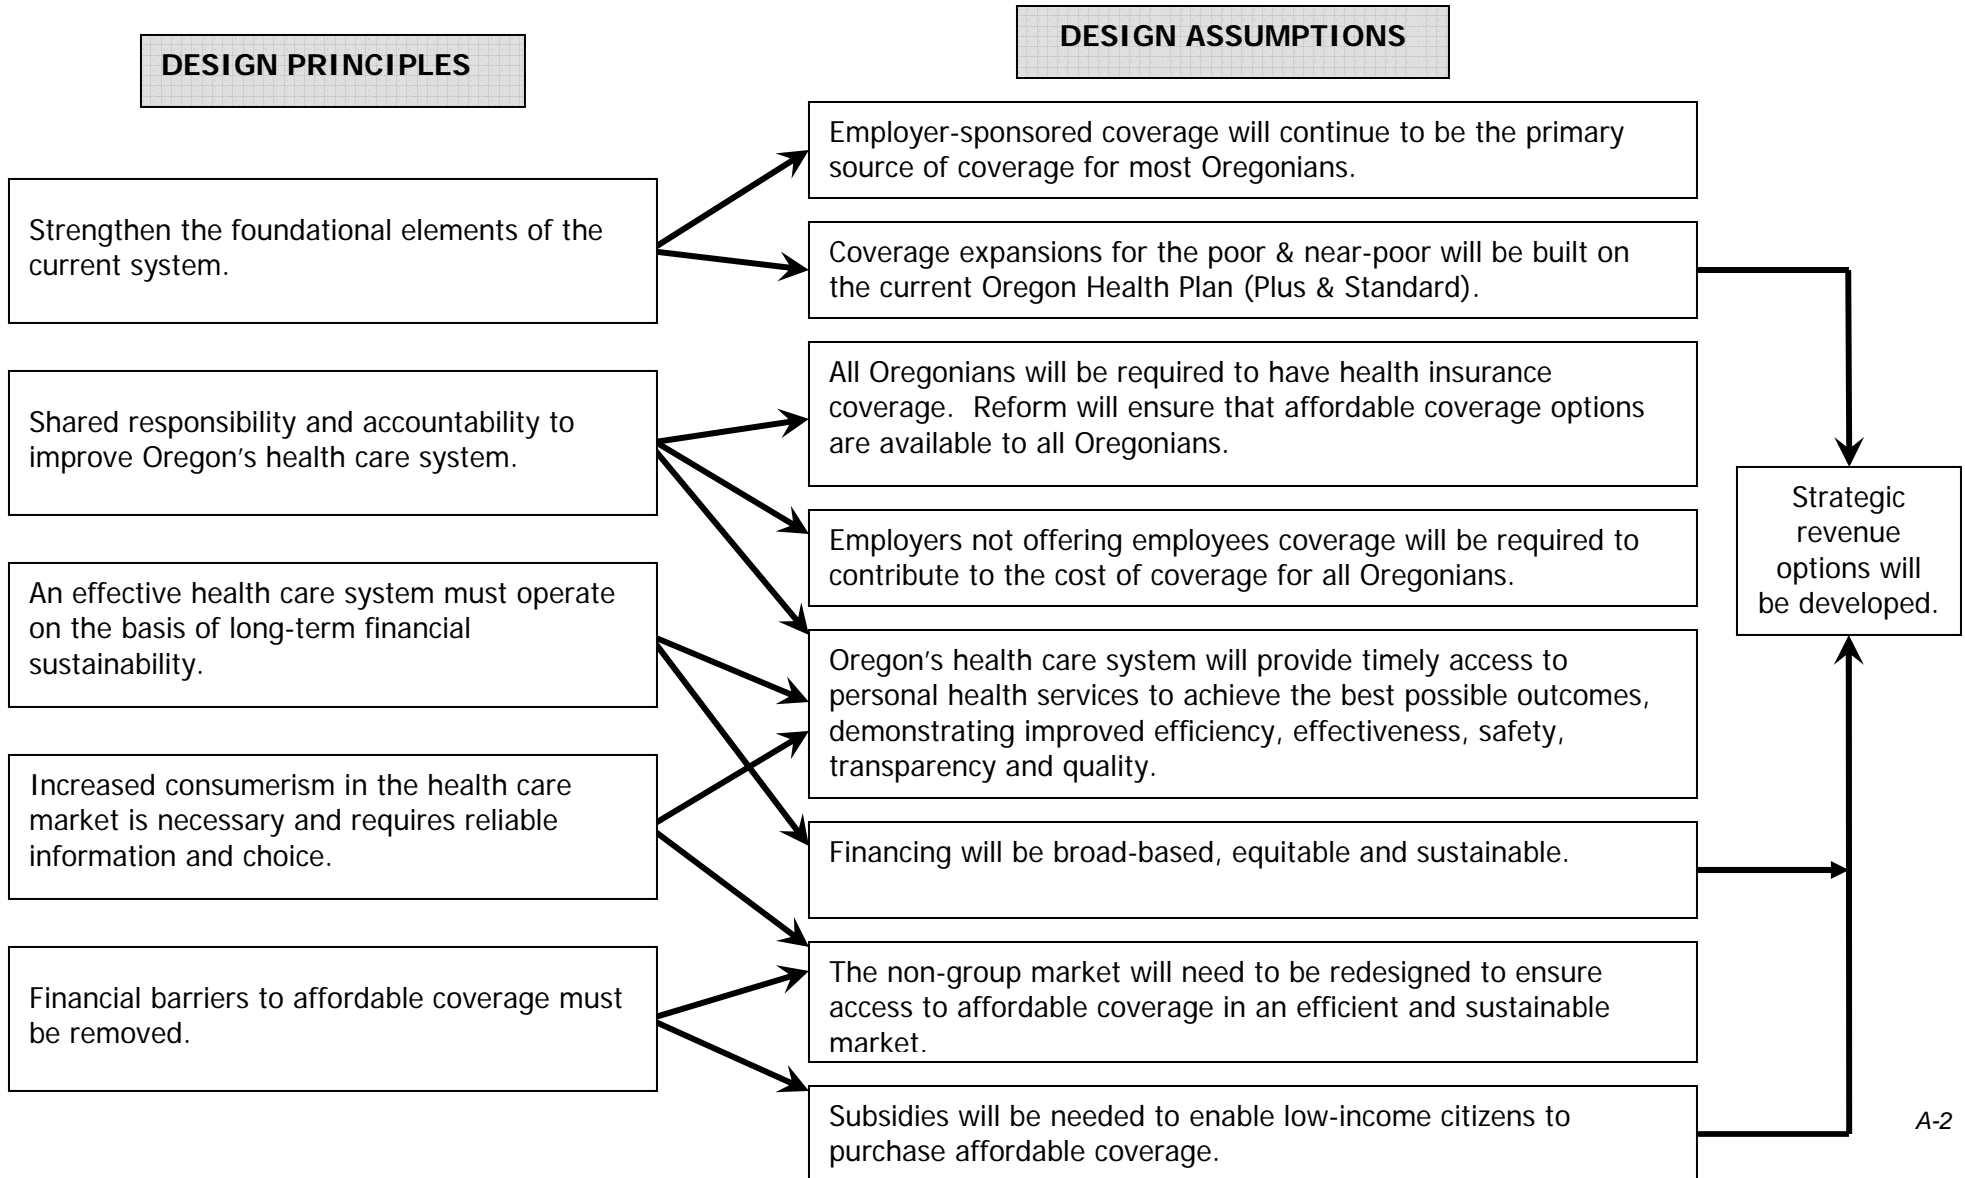 DESIGN PRINCIPLES
Strengthen the foundational elements of the
current system.
Shared responsibility and accountability to
improve Oregon's health care system.
An effective health care system must operate
on the basis of long-term financial
sustainability.
Increased consumerism in the health care
market is necessary and requires reliable
information and choice.
Financial barriers to affordable coverage must
be removed.
DESIGN ASSUMPTIONS
Employer-sponsored coverage will continue to be the primary
source of coverage for most Oregonians.
Coverage expansions for the poor & near-poor will be built on
the current Oregon Health Plan (Plus & Standard).
All Oregonians will be required to have health insurance
coverage.  Reform will ensure that affordable coverage options
are available to all Oregonians.
Employers not offering employees coverage will be required to
contribute to the cost of coverage for all Oregonians.
Oregon's health care system will provide timely access to
personal health services to achieve the best possible outcomes,
demonstrating improved efficiency, effectiveness, safety,
transparency and quality.
Financing will be broad-based, equitable and sustainable.
The non-group market will need to be redesigned to ensure
access to affordable coverage in an efficient and sustainable
market.
Subsidies will be needed to enable low-income citizens to
purchase affordable coverage.
Strategic
revenue
options will
be developed.
A-2